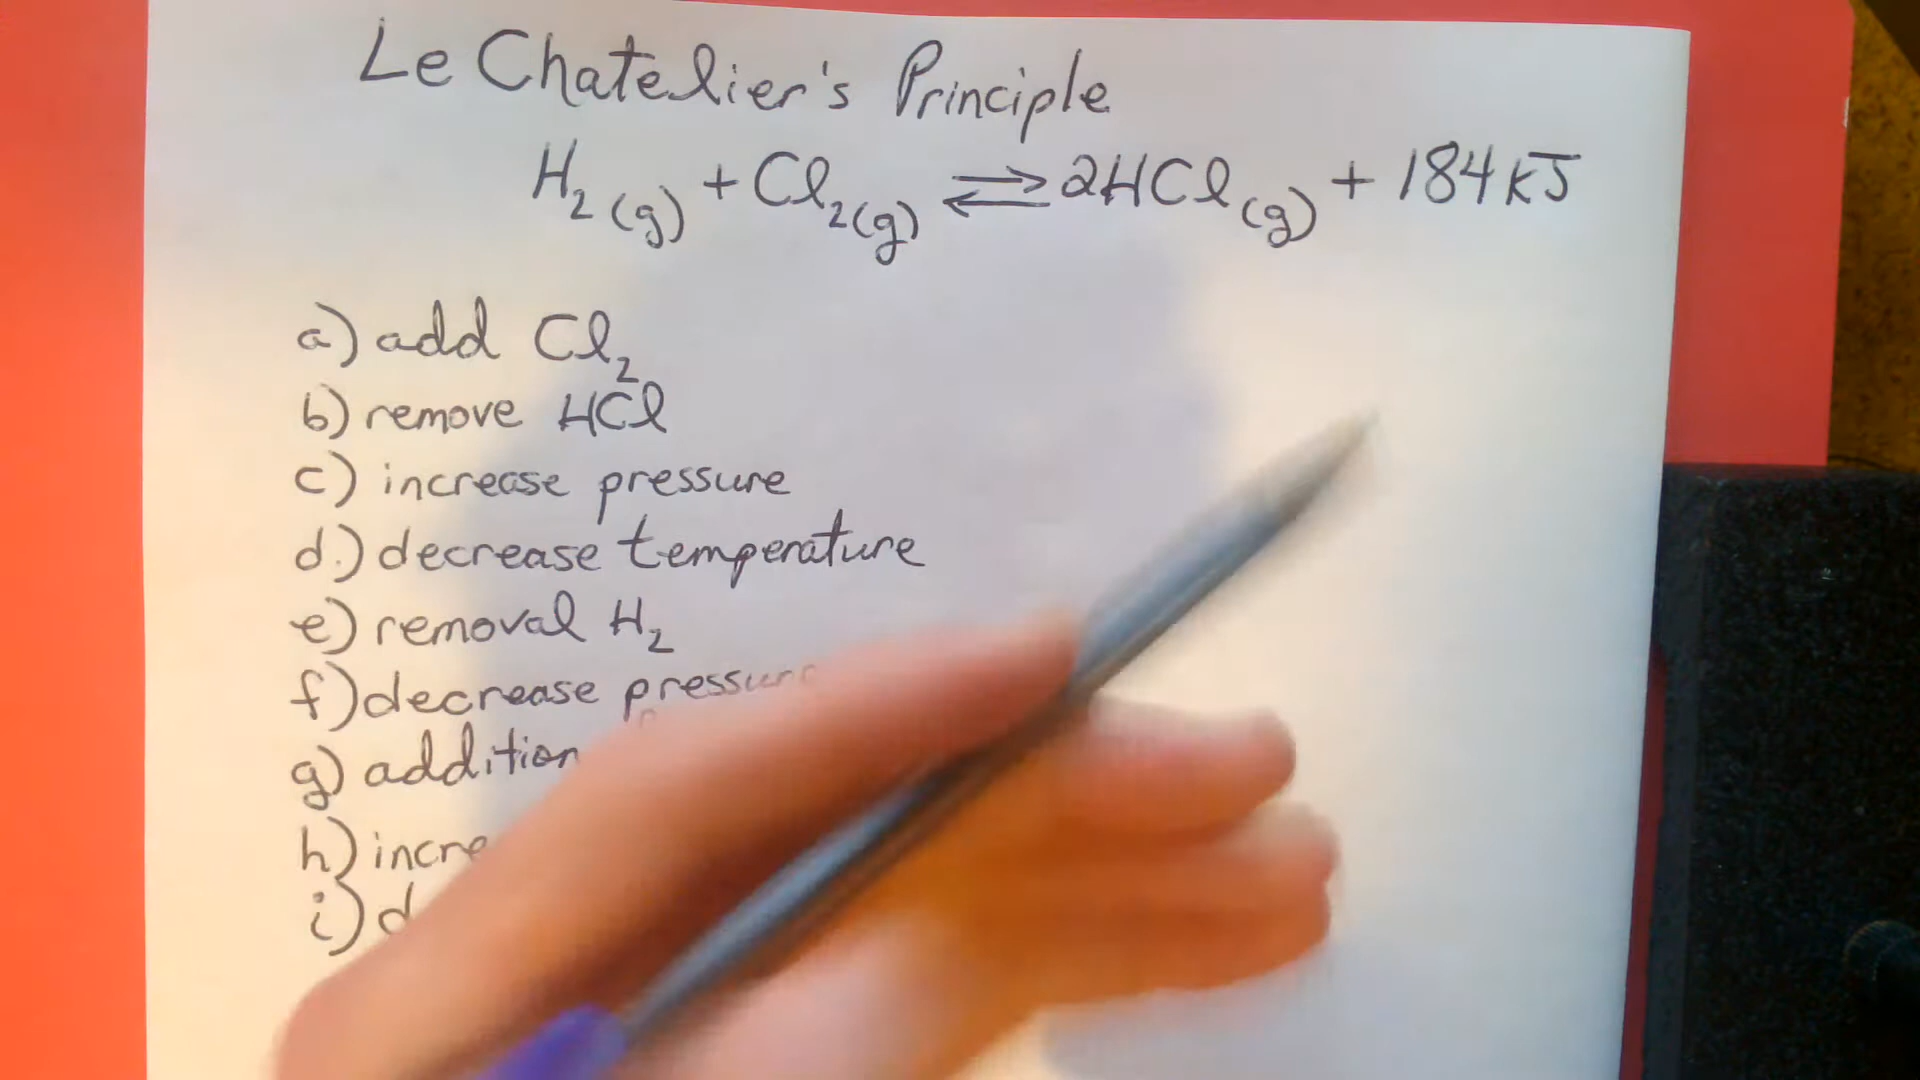 Le Chatelier's Principle
H₂(g) + Cl₂(g) ⇌ 2HCl(g) + 184 kJ
a) add Cl₂
b) remove HCl
c) increase pressure
d.) decrease temperature
e) removal H₂
f) decrease pressure
g) addition
h)
i)